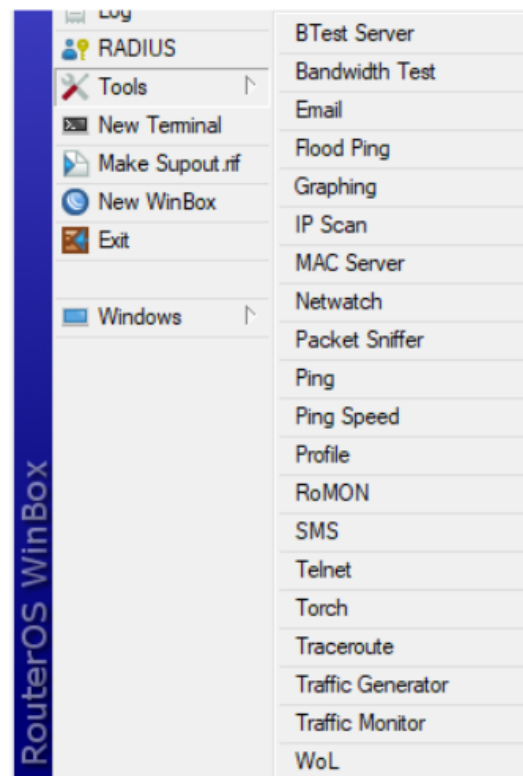 Log
RADIUS
Tools
New Terminal
Make Supout.rif
New WinBox
Exit
Windows
RouterOS WinBox
BTest Server
Bandwidth Test
Email
Flood Ping
Graphing
IP Scan
MAC Server
Netwatch
Packet Sniffer
Ping
Ping Speed
Profile
RoMON
SMS
Telnet
Torch
Traceroute
Traffic Generator
Traffic Monitor
WoL